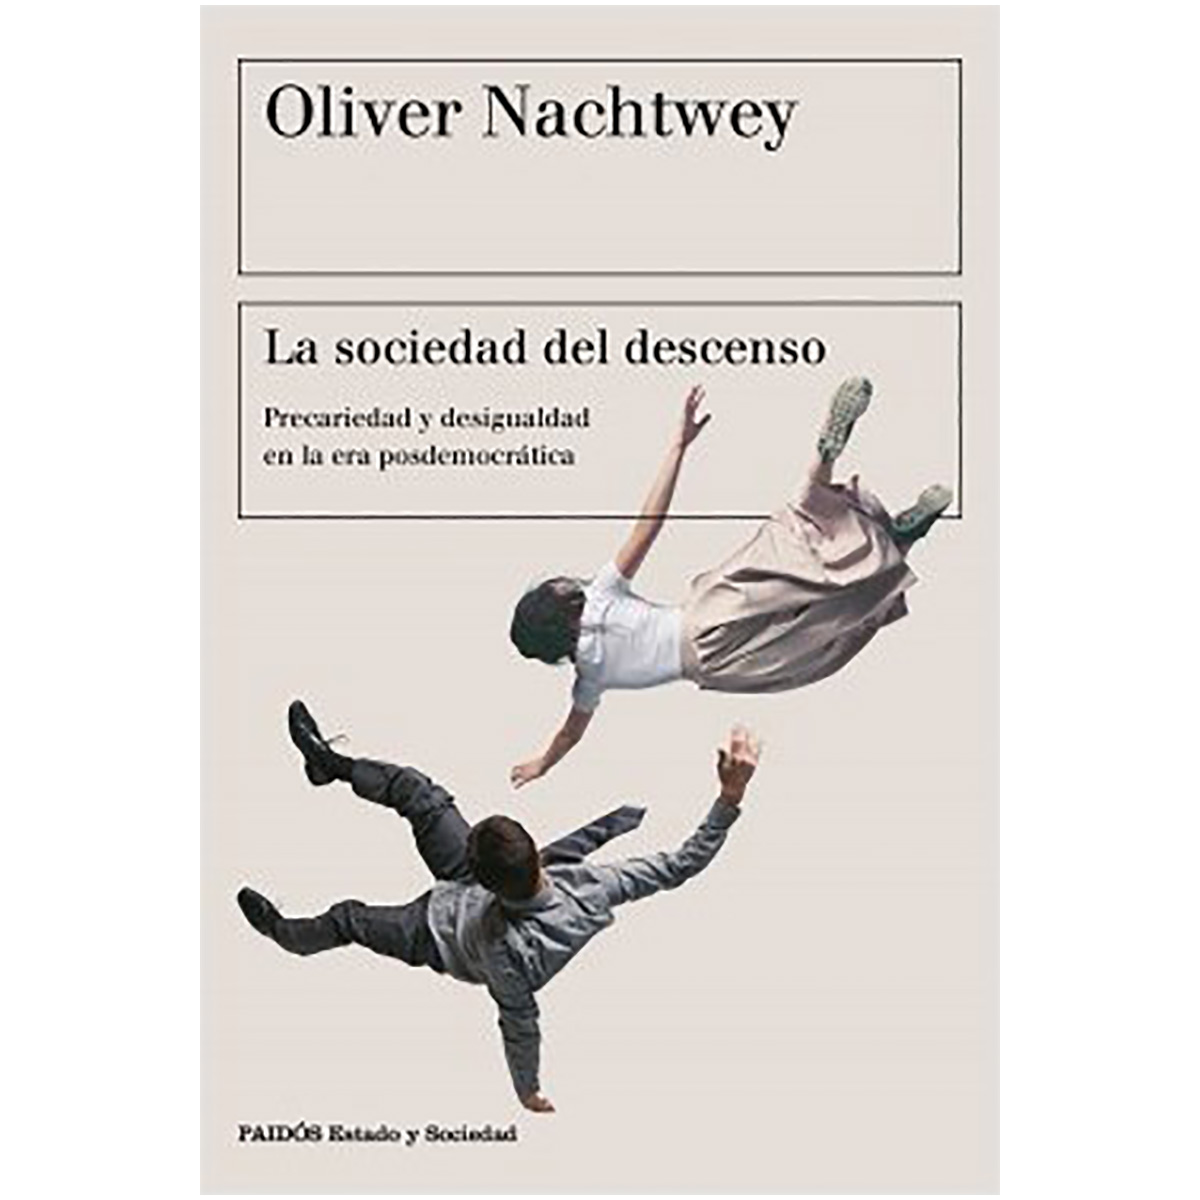 Oliver Nachtwey
La sociedad del descenso
Precariedad y desigualdad
en la era posdemocrática
PAIDÓS Estado y Sociedad